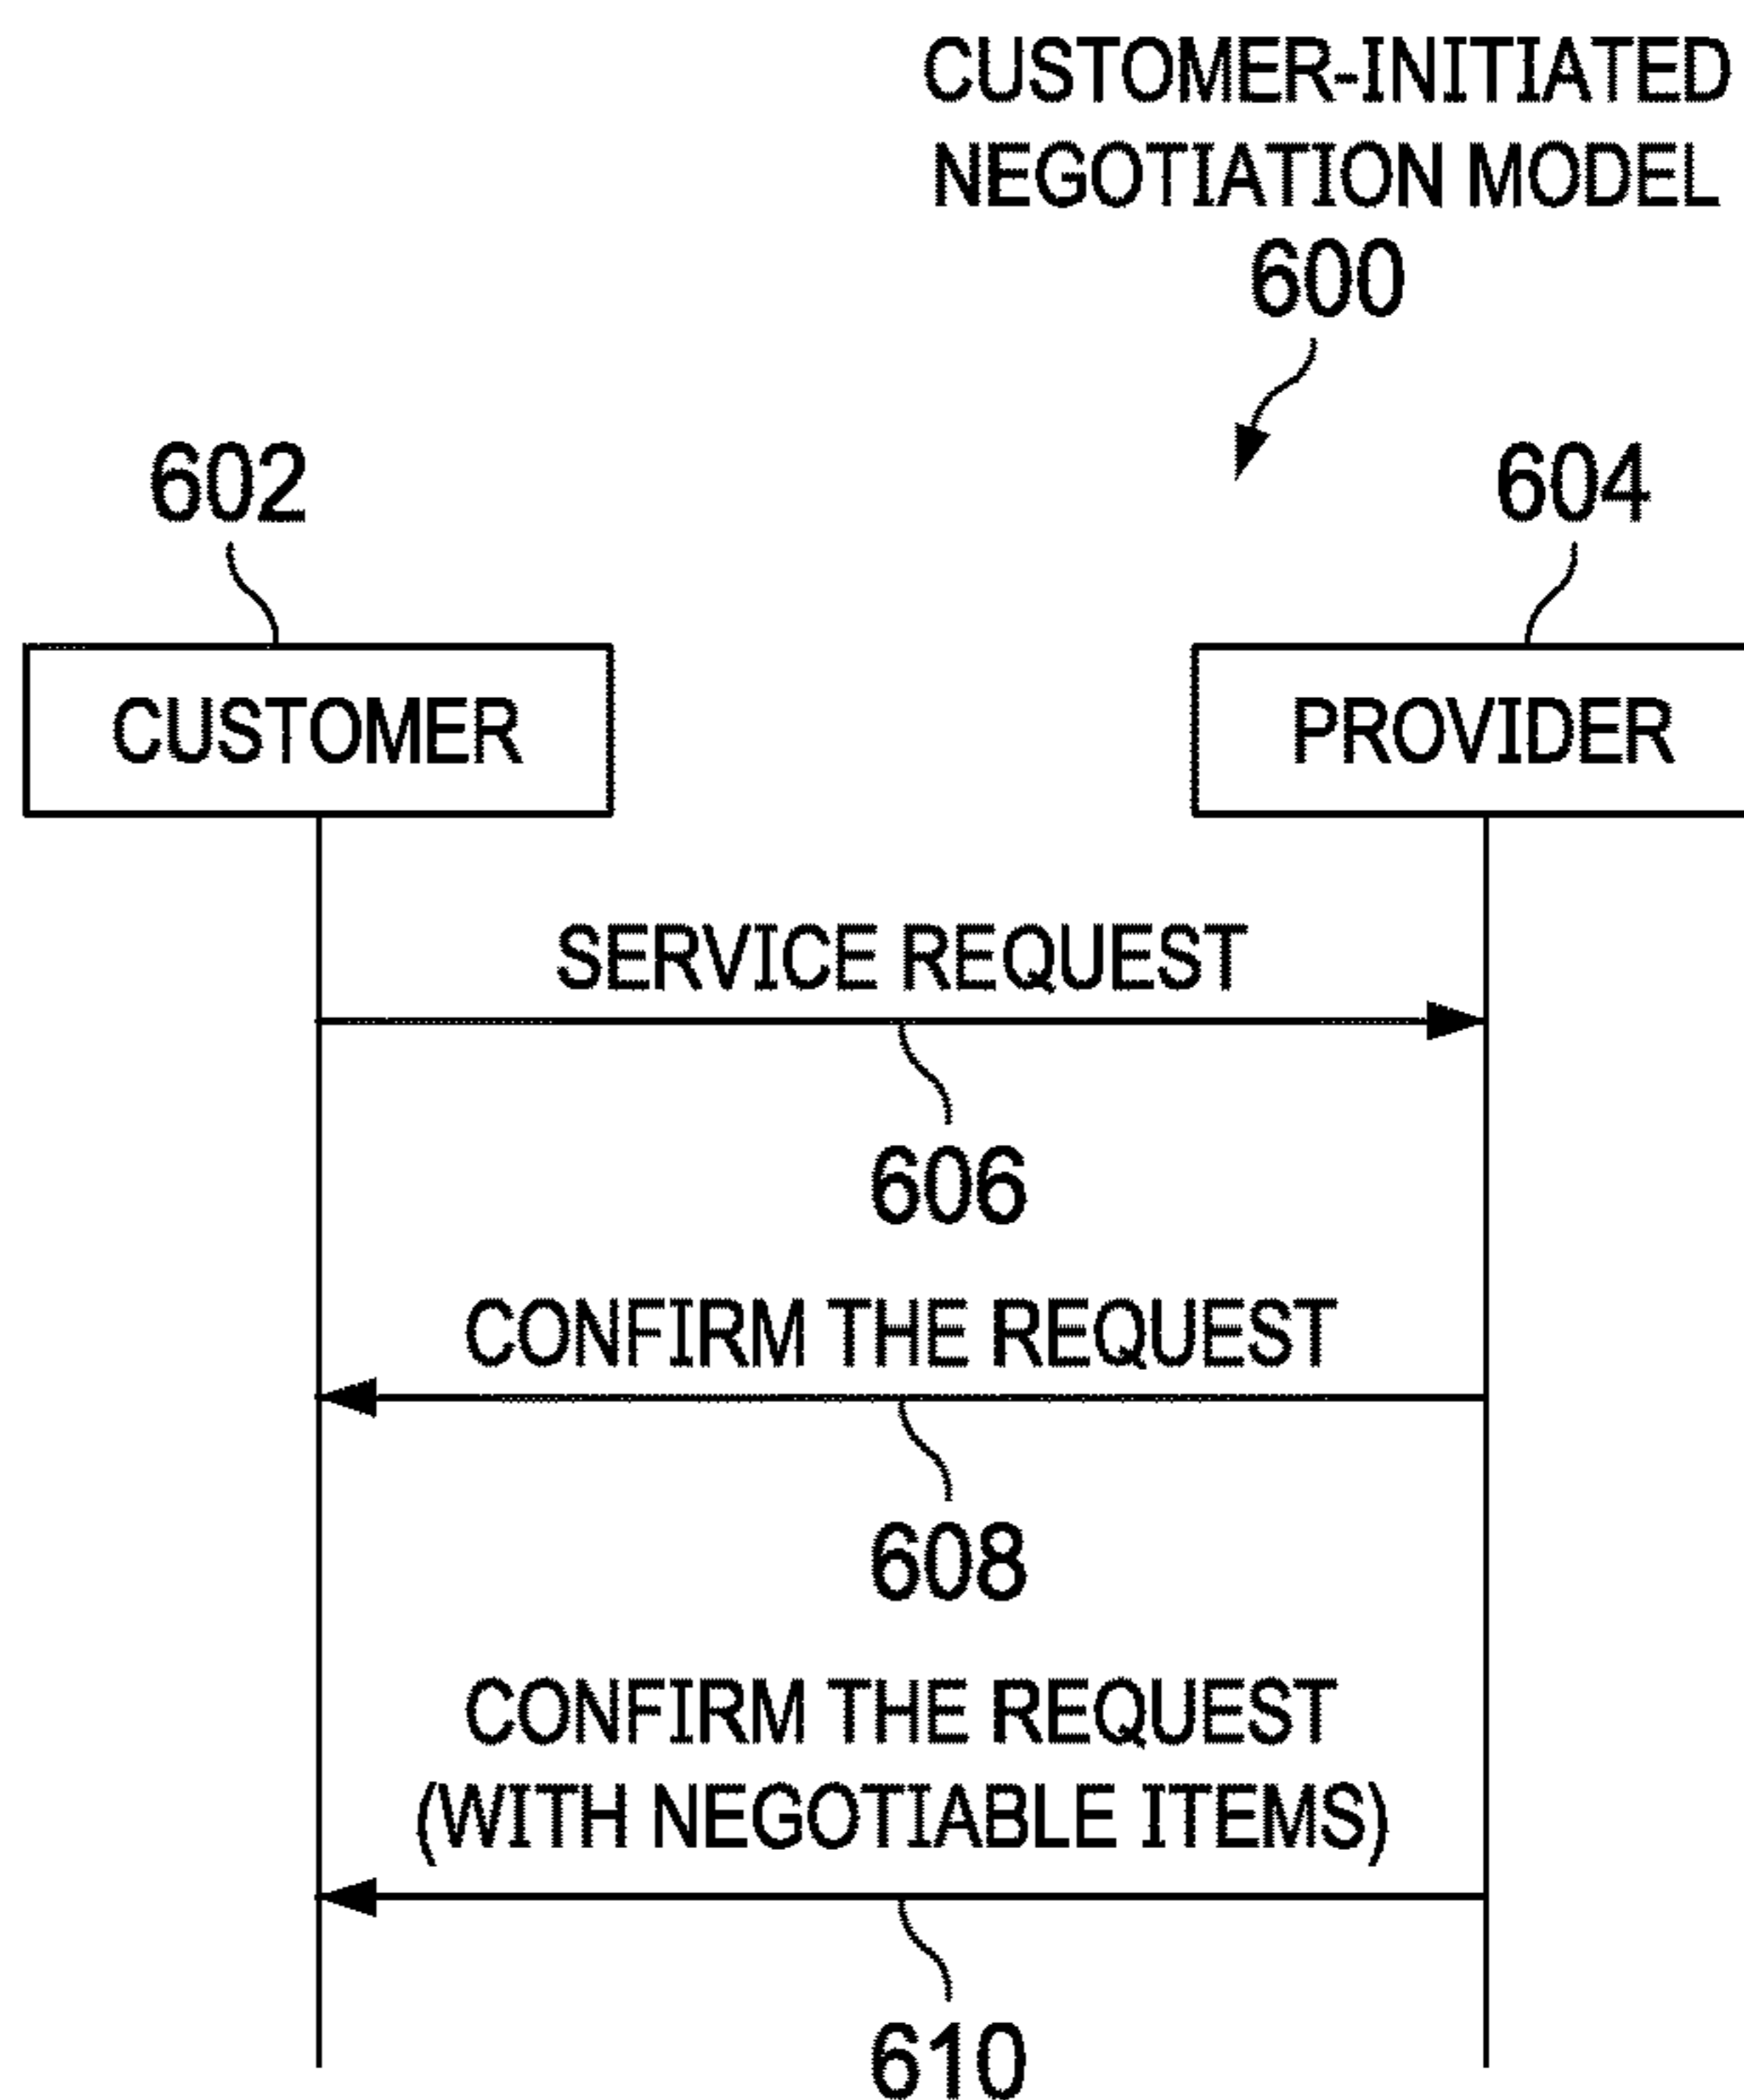 CUSTOMER-INITIATED
NEGOTIATION MODEL
600
602
604
CUSTOMER
PROVIDER
SERVICE REQUEST
606
CONFIRM THE REQUEST
608
CONFIRM THE REQUEST
(WITH NEGOTIABLE ITEMS)
610